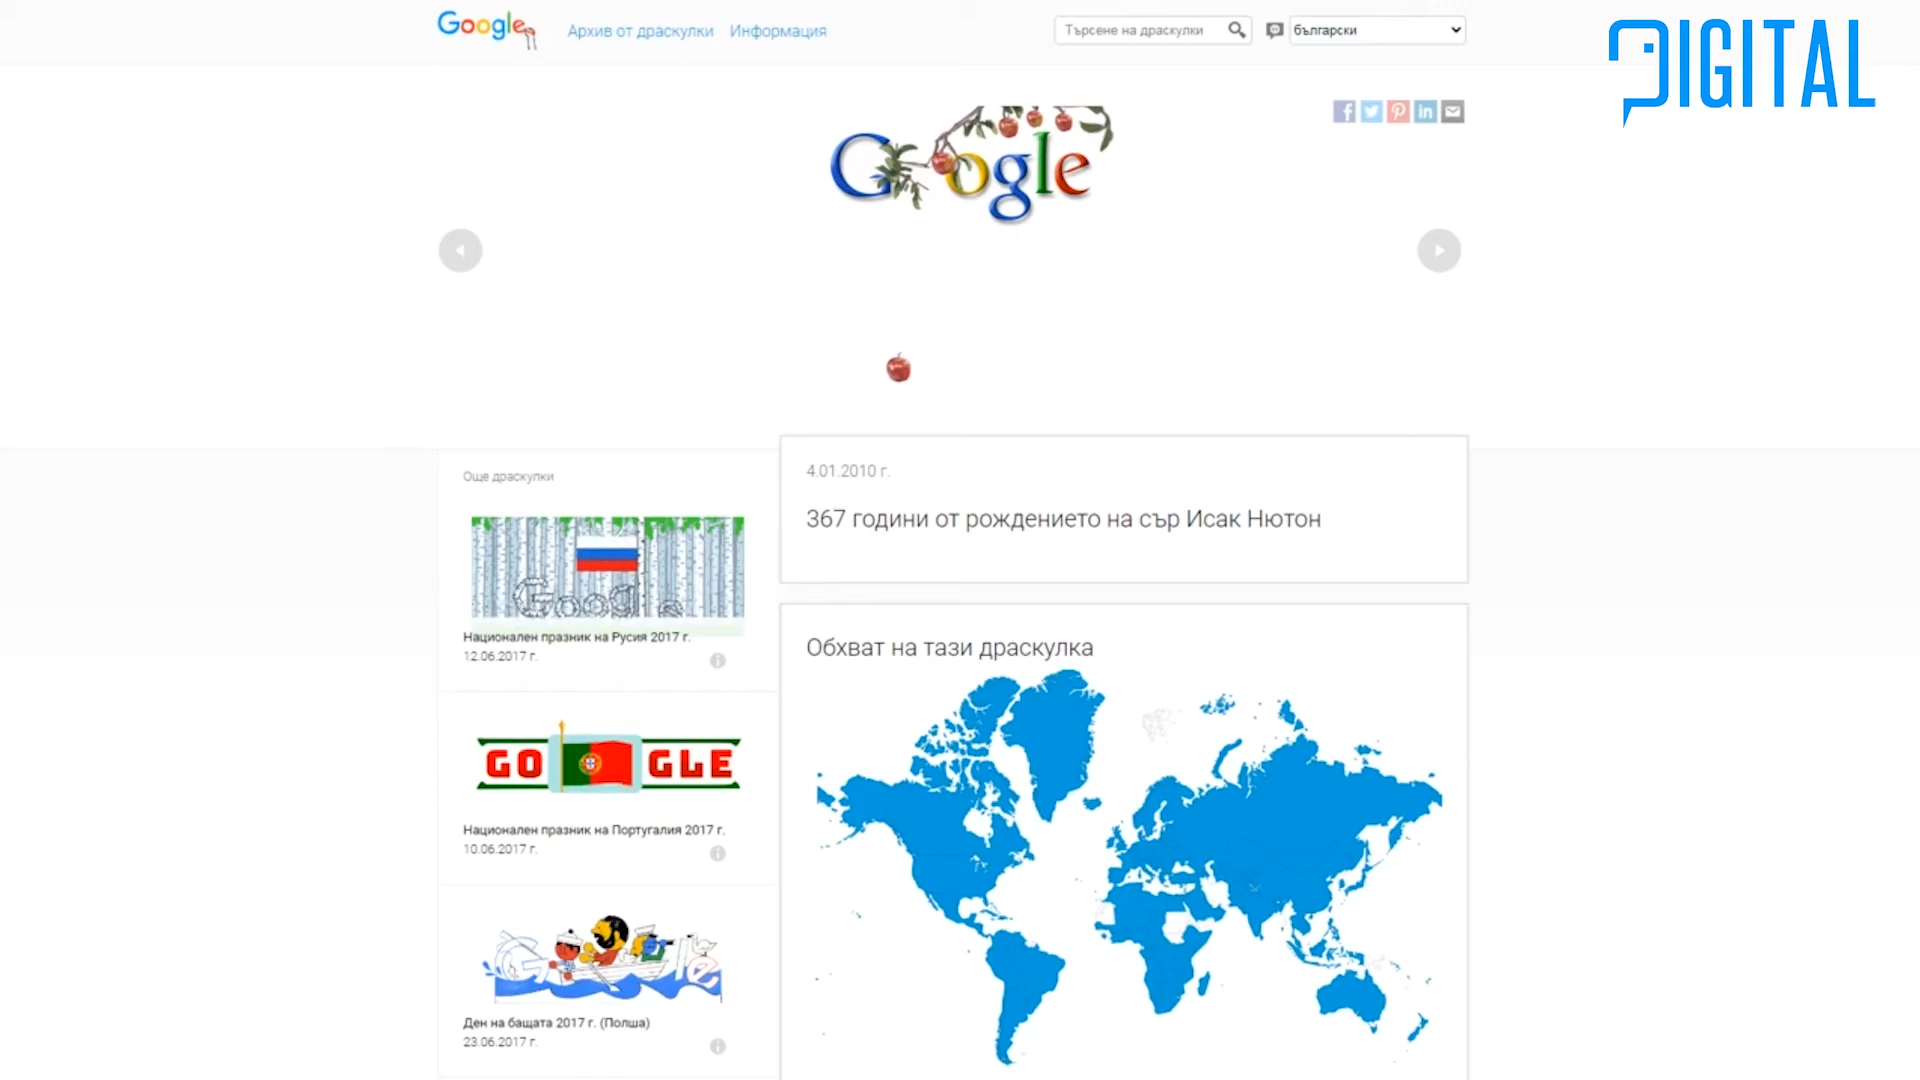 Google
Архив от драскулки
Информация
Търсене на драскулки
български
DIGITAL
Google
4.01.2010 г.
367 години от рождението на сър Исак Нютон
Още драскулки
Google
Национален празник на Русия 2017 г.
12.06.2017 г.
GO GLE
Национален празник на Португалия 2017 г.
10.06.2017 г.
Ден на бащата 2017 г. (Полша)
23.06.2017 г.
Обхват на тази драскулка